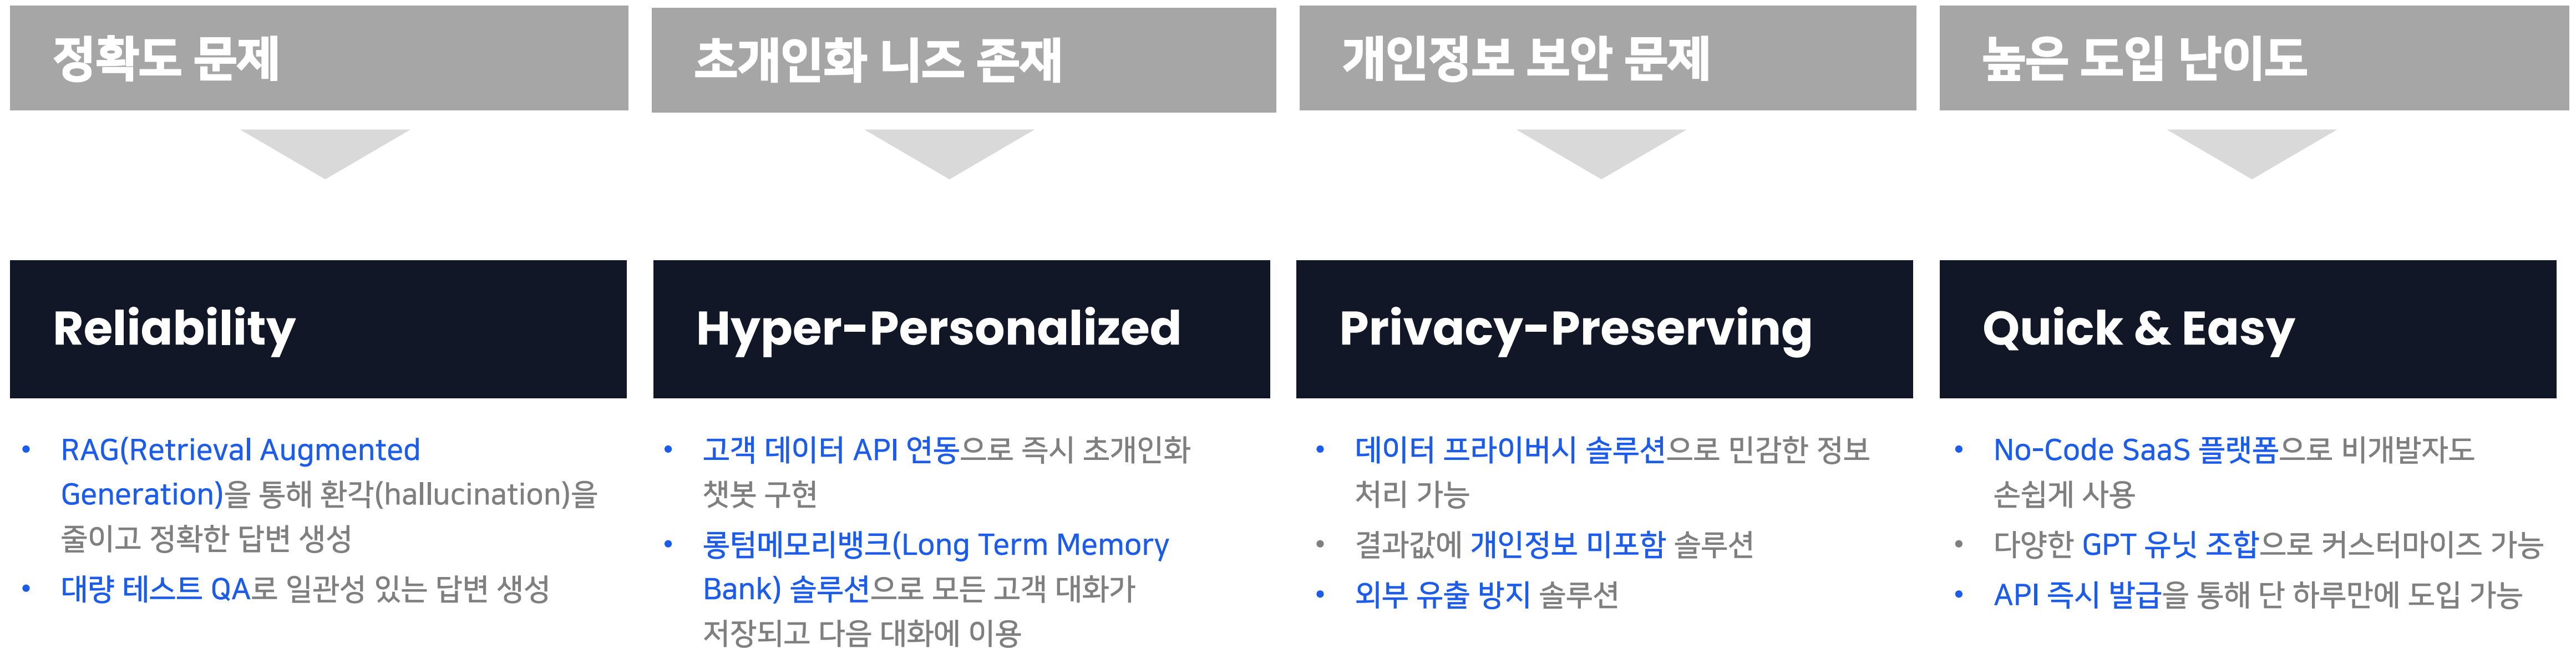 정확도 문제
초개인화 니즈 존재
개인정보 보안 문제
높은 도입 난이도
Reliability
• RAG(Retrieval Augmented
Generation)을 통해 환각(hallucination)을
줄이고 정확한 답변 생성
• 대량 테스트 QA로 일관성 있는 답변 생성
Hyper-Personalized
• 고객 데이터 API 연동으로 즉시 초개인화
챗봇 구현
• 롱텀메모리뱅크(Long Term Memory
Bank) 솔루션으로 모든 고객 대화가
저장되고 다음 대화에 이용
Privacy-Preserving
• 데이터 프라이버시 솔루션으로 민감한 정보
처리 가능
• 결과값에 개인정보 미포함 솔루션
• 외부 유출 방지 솔루션
Quick & Easy
• No-Code SaaS 플랫폼으로 비개발자도
손쉽게 사용
• 다양한 GPT 유닛 조합으로 커스터마이즈 가능
• API 즉시 발급을 통해 단 하루만에 도입 가능